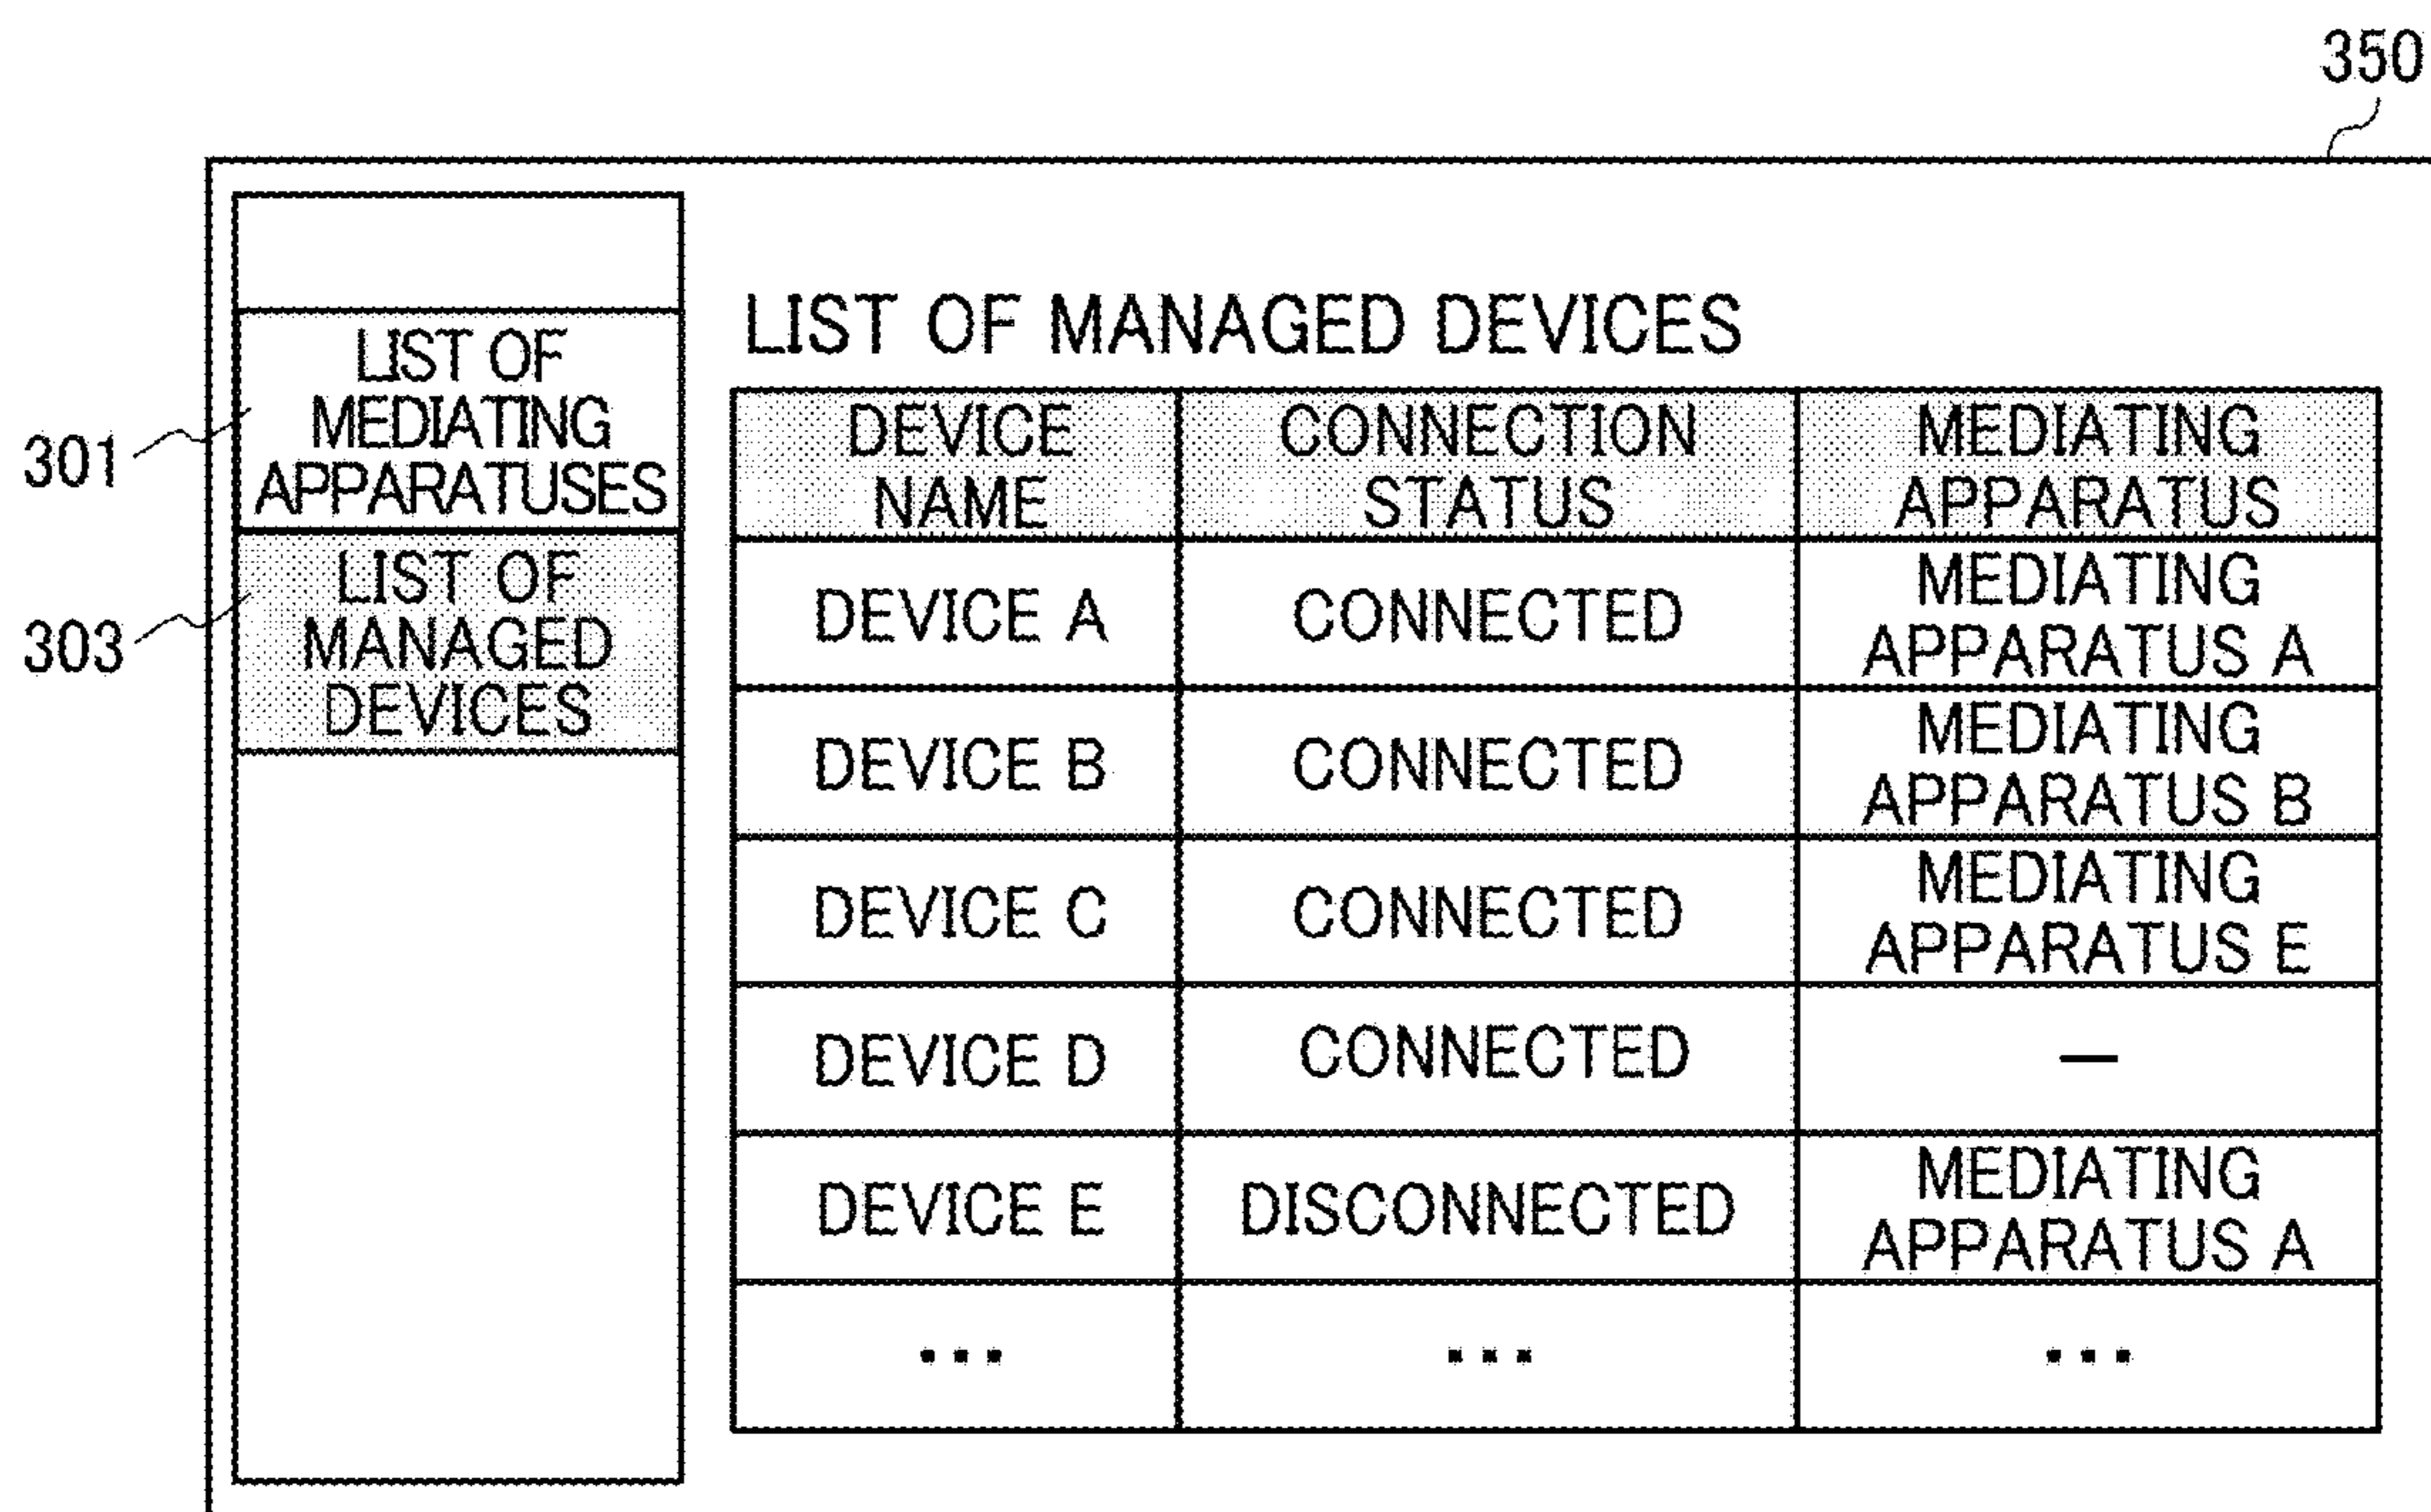 350
301
303
LIST OF
MEDIATING
APPARATUSES
LIST OF
MANAGED
DEVICES
LIST OF MANAGED DEVICES
DEVICE
NAME
CONNECTION
STATUS
MEDIATING
APPARATUS
DEVICE A
CONNECTED
MEDIATING
APPARATUS A
DEVICE B
CONNECTED
MEDIATING
APPARATUS B
DEVICE C
CONNECTED
MEDIATING
APPARATUS E
DEVICE D
CONNECTED
—
DEVICE E
DISCONNECTED
MEDIATING
APPARATUS A
...
...
...